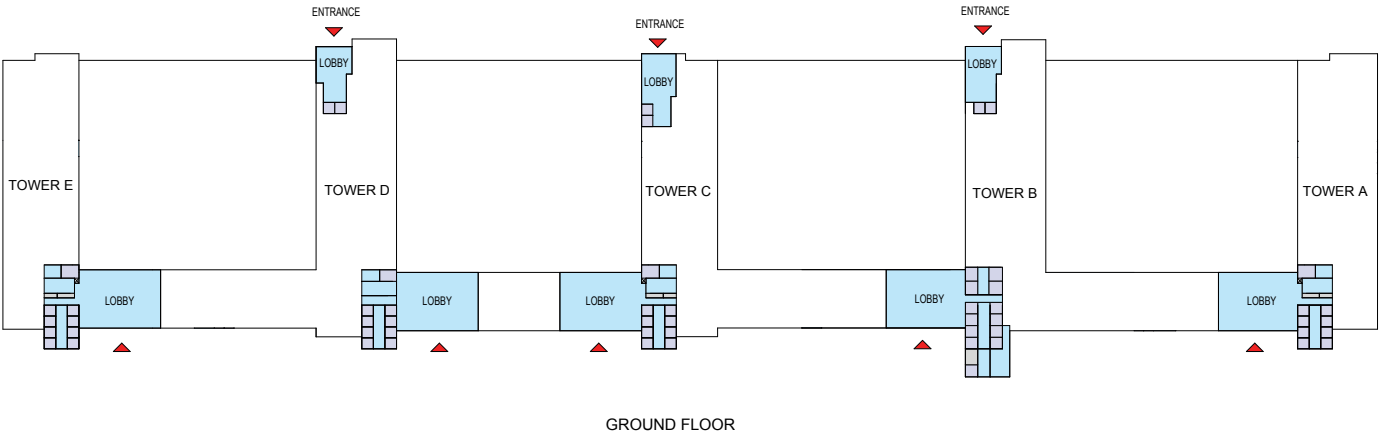 ENTRANCE
ENTRANCE
ENTRANCE
LOBBY
LOBBY
LOBBY
TOWER E
TOWER D
TOWER C
TOWER B
TOWER A
LOBBY
LOBBY
LOBBY
LOBBY
LOBBY
GROUND FLOOR